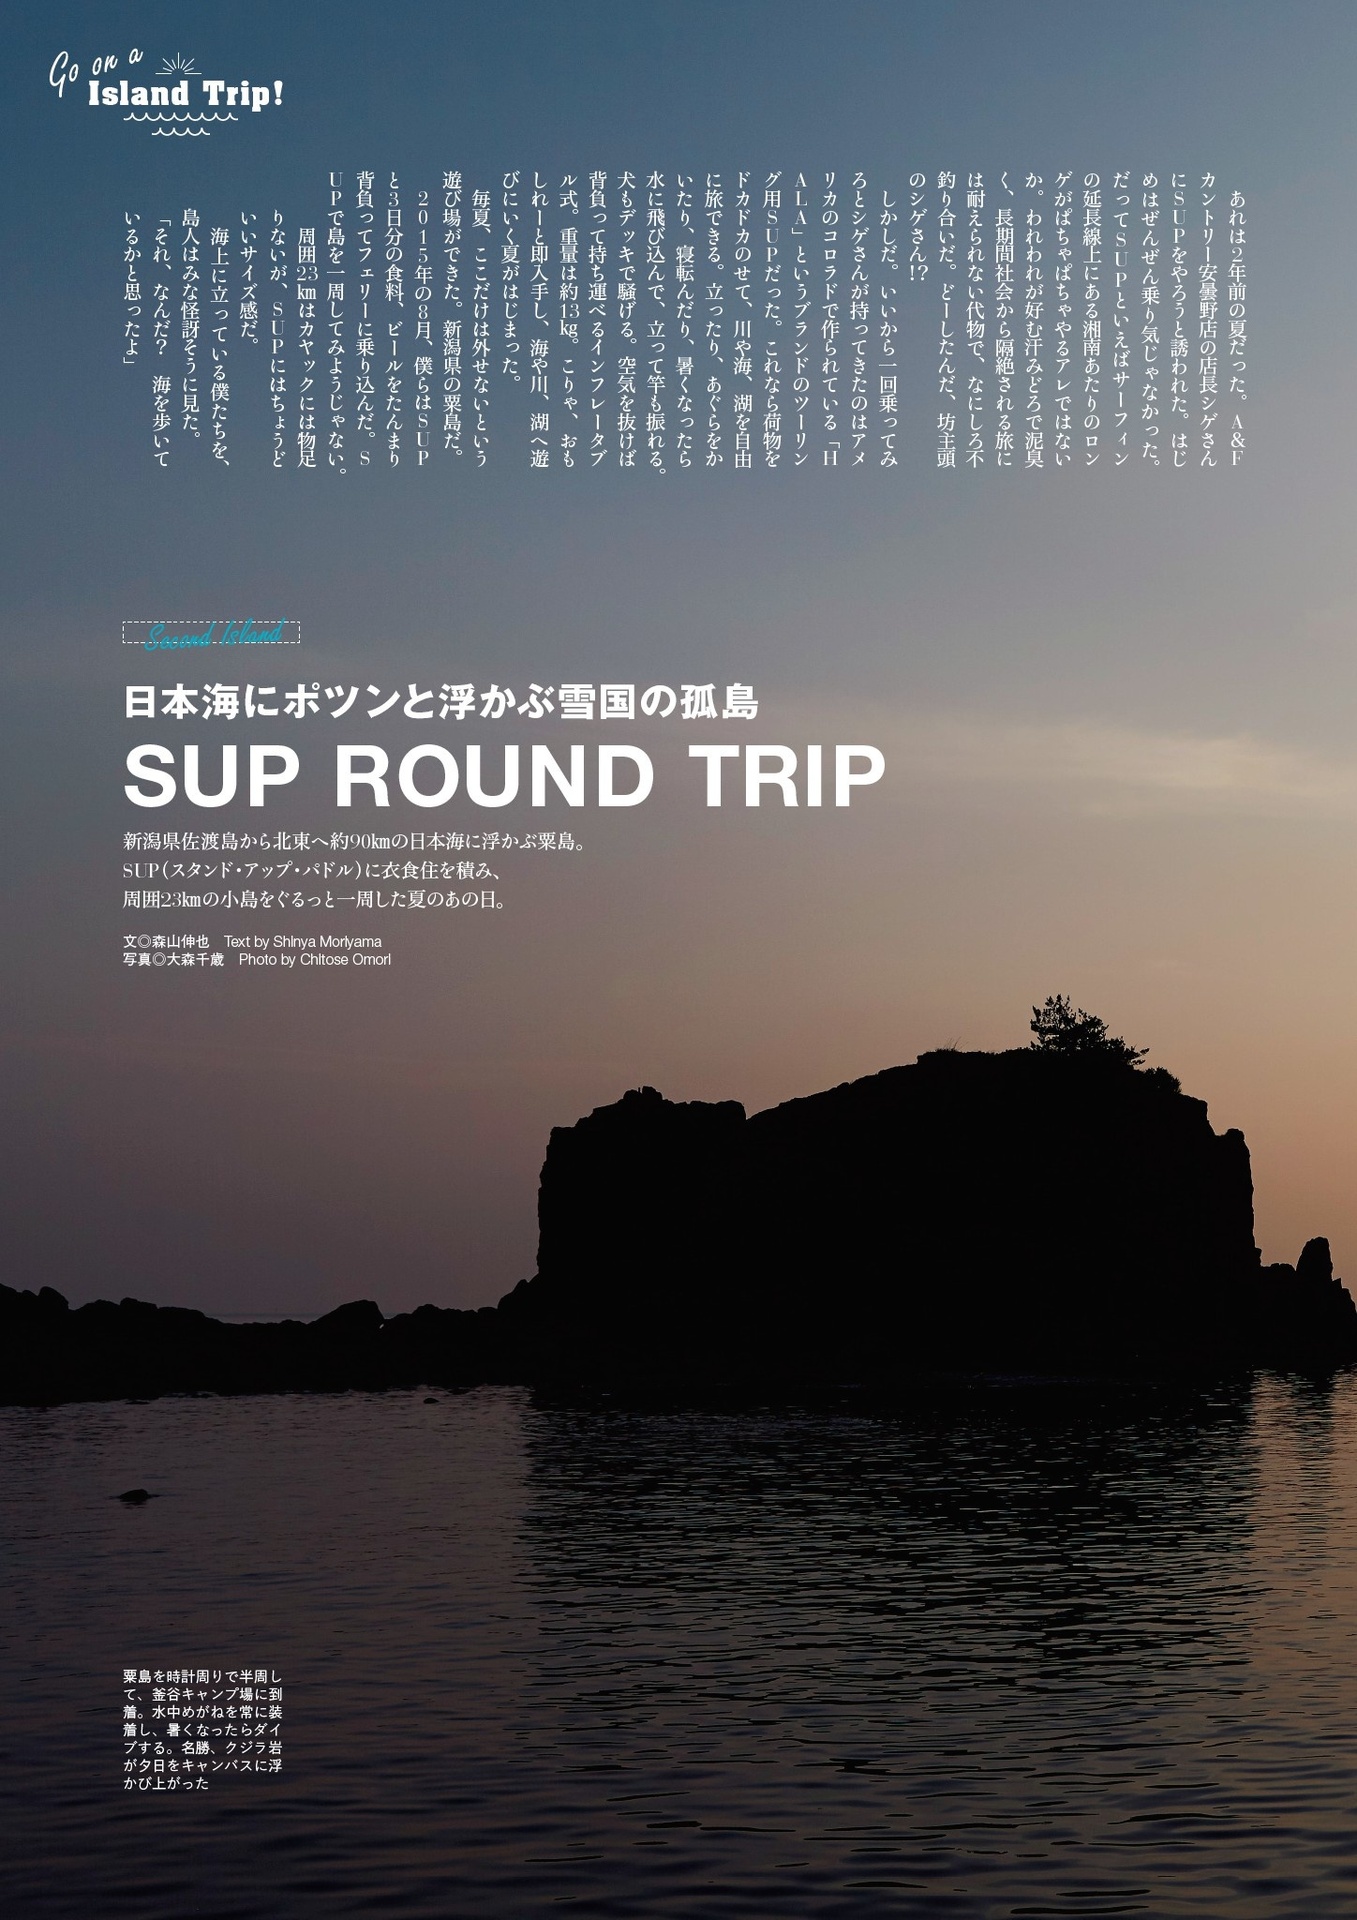 Go on a
Island Trip!
あれは2年前の夏だった。A&F
カントリー安曇野店の店長シゲさん
にSUPをやろうと誘われた。はじ
めはぜんぜん乗り気じゃなかった。
だってSUPといえばサーフィン
の延長線上にある湘南あたりのロン
ゲがぱちゃぱちゃやるアレではない
か。われわれが好む汗みどろで泥臭
く、長期間社会から隔絶される旅に
は耐えられない代物で、なにしろ不
釣り合いだ。どーしたんだ、坊主頭
のシゲさん!?
しかしだ。いいから一回乗ってみ
ろとシゲさんが持ってきたのはアメ
リカのコロラドで作られている「H
ALA」というブランドのツーリン
グ用SUPだった。これなら荷物を
ドカドカのせて、川や海、湖を自由
に旅できる。立ったり、あぐらをか
いたり、寝転んだり、暑くなったら
水に飛び込んで、立って竿も振れる。
犬もデッキで騒げる。空気を抜けば
背負って持ち運べるインフレータブ
ル式。重量は約13kg。こりゃ、おも
しれーと即入手し、海や川、湖へ遊
びにいく夏がはじまった。
毎夏、ここだけは外せないという
遊び場ができた。新潟県の粟島だ。
2015年の8月、僕らはSUP
と3日分の食料、ビールをたんまり
背負ってフェリーに乗り込んだ。S
UPで島を一周してみようじゃない。
周囲23kmはカヤックには物足
りないが、SUPにはちょうど
いいサイズ感だ。
海上に立っている僕たちを、
島人はみな怪訝そうに見た。
「それ、なんだ？ 海を歩いて
いるかと思ったよ」
Second Island
日本海にポツンと浮かぶ雪国の孤島
SUP ROUND TRIP
新潟県佐渡島から北東へ約90kmの日本海に浮かぶ粟島。
SUP（スタンド・アップ・パドル）に衣食住を積み、
周囲23kmの小島をぐるっと一周した夏のあの日。
文◎森山伸也 Text by Shinya Moriyama
写真◎大森千歳 Photo by Chitose Omori
粟島を時計周りで半周し
て、釜谷キャンプ場に到
着。水中めがねを常に装
着し、暑くなったらダイ
ブする。名勝、クジラ岩
が夕日をキャンバスに浮
かび上がった